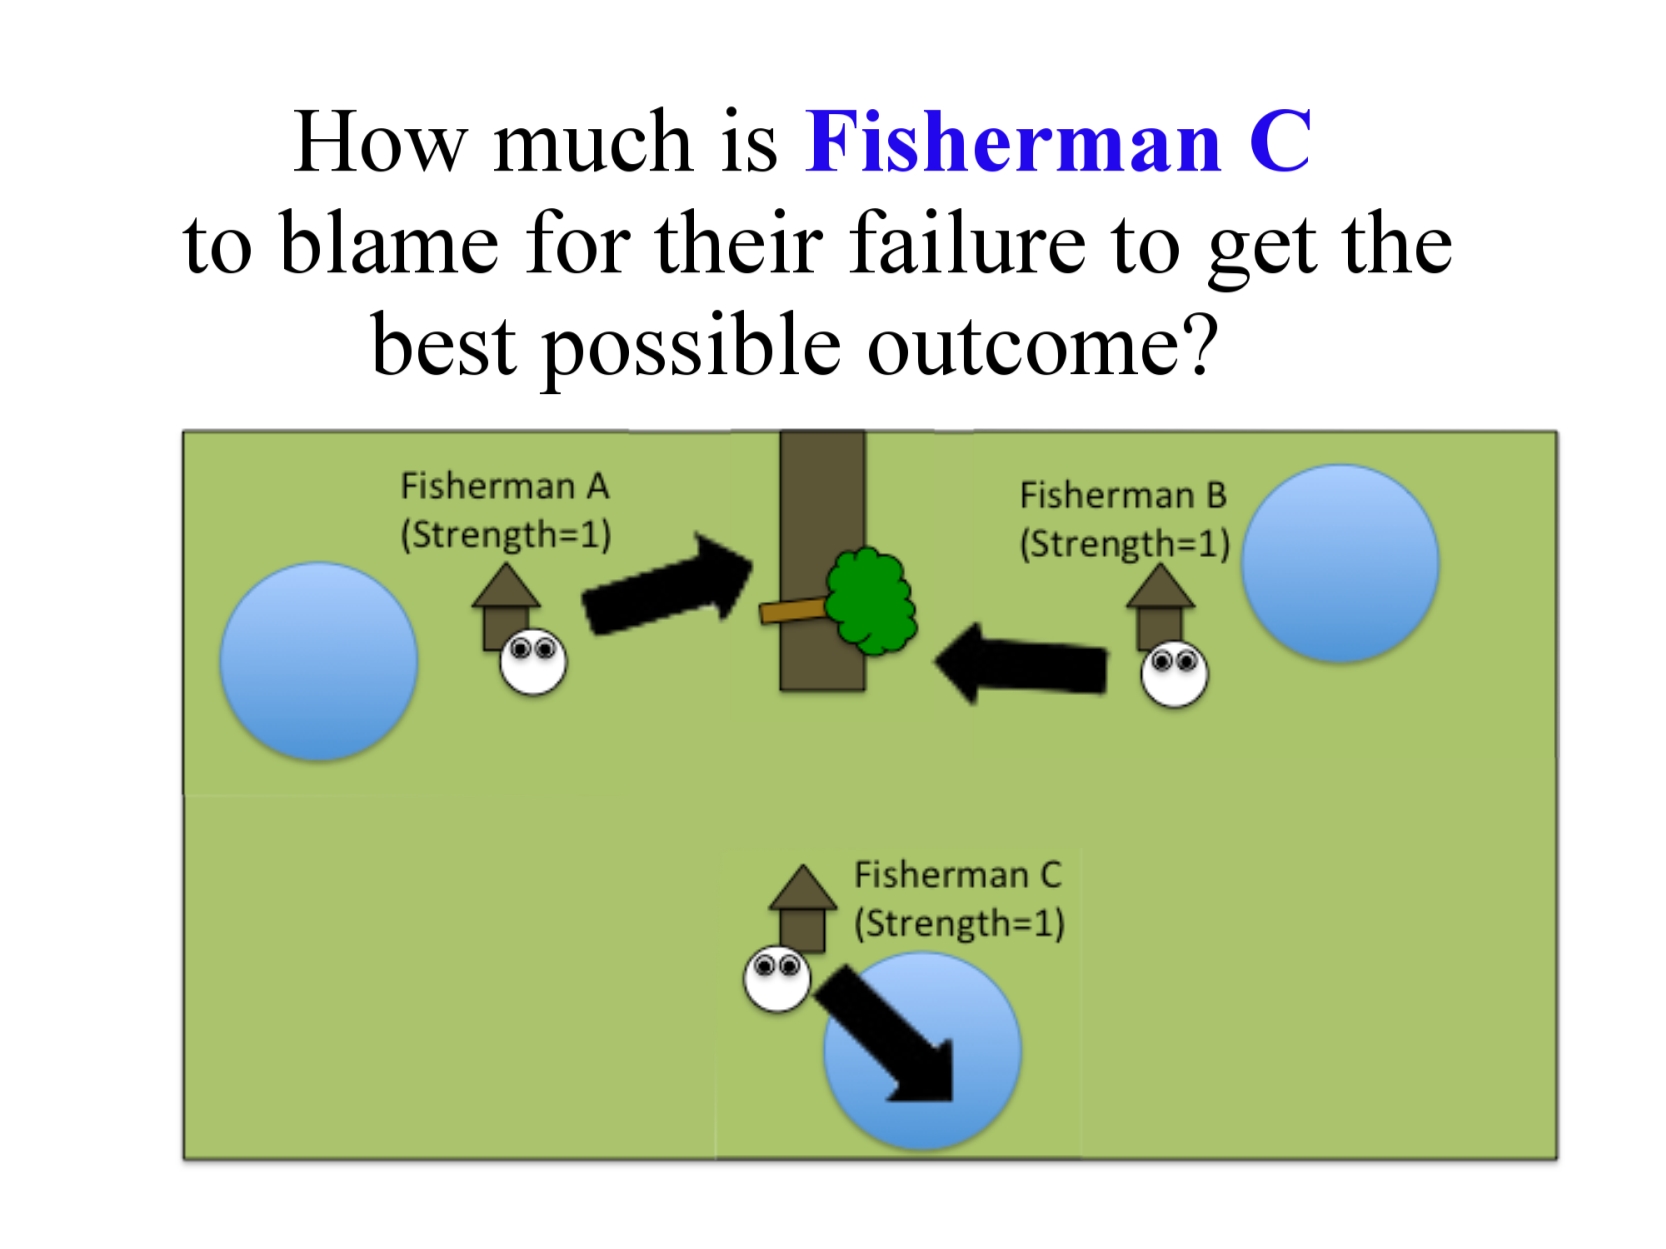 How much is Fisherman C
to blame for their failure to get the
best possible outcome?
Fisherman A
(Strength=1)
Fisherman B
(Strength=1)
Fisherman C
(Strength=1)